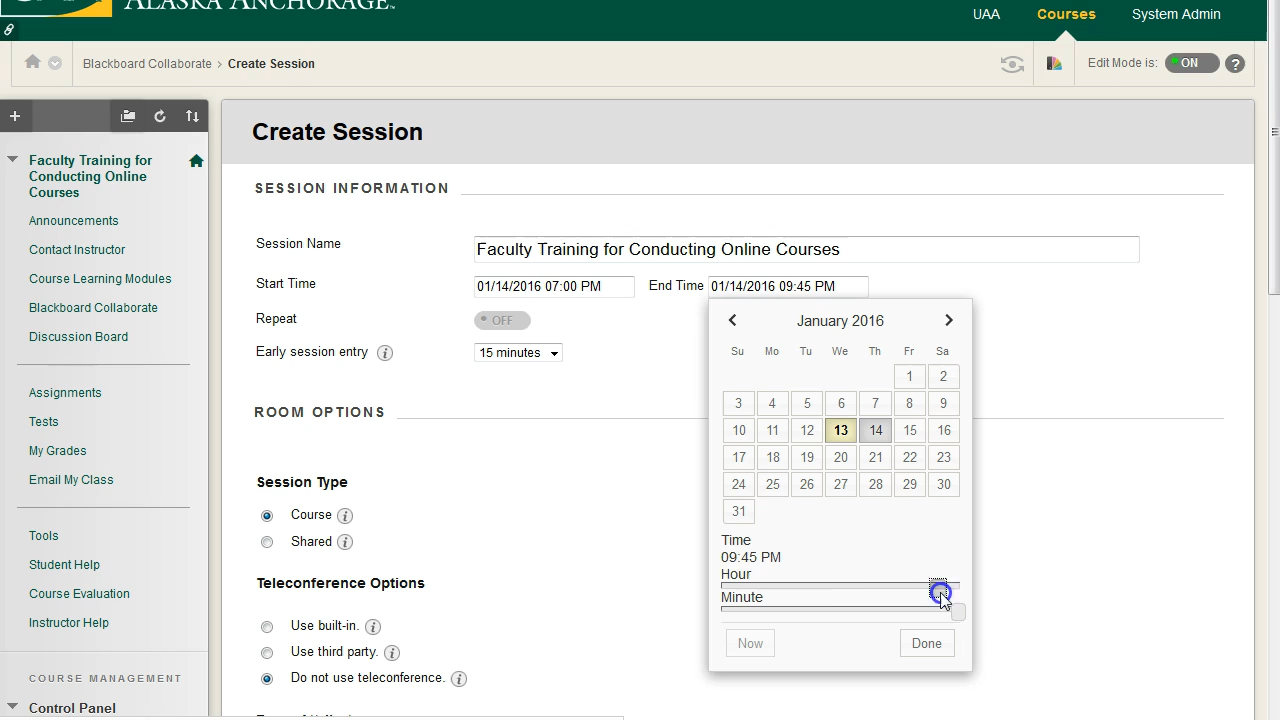 ALASKA ANCHORAGE
UAA Courses System Admin
Blackboard Collaborate › Create Session
Edit Mode is: ON ?
Faculty Training for
Conducting Online
Courses
Announcements
Contact Instructor
Course Learning Modules
Blackboard Collaborate
Discussion Board
Assignments
Tests
My Grades
Email My Class
Tools
Student Help
Course Evaluation
Instructor Help
COURSE MANAGEMENT
Control Panel
Create Session
SESSION INFORMATION
Session Name Faculty Training for Conducting Online Courses
Start Time 01/14/2016 07:00 PM End Time 01/14/2016 09:45 PM
Repeat OFF
Early session entry i 15 minutes
ROOM OPTIONS
Session Type
Course i
Shared i
Teleconference Options
Use built-in. i
Use third party. i
Do not use teleconference. i
January 2016
Su Mo Tu We Th Fr Sa
1 2
3 4 5 6 7 8 9
10 11 12 13 14 15 16
17 18 19 20 21 22 23
24 25 26 27 28 29 30
31
Time
09:45 PM
Hour
Minute
Now Done